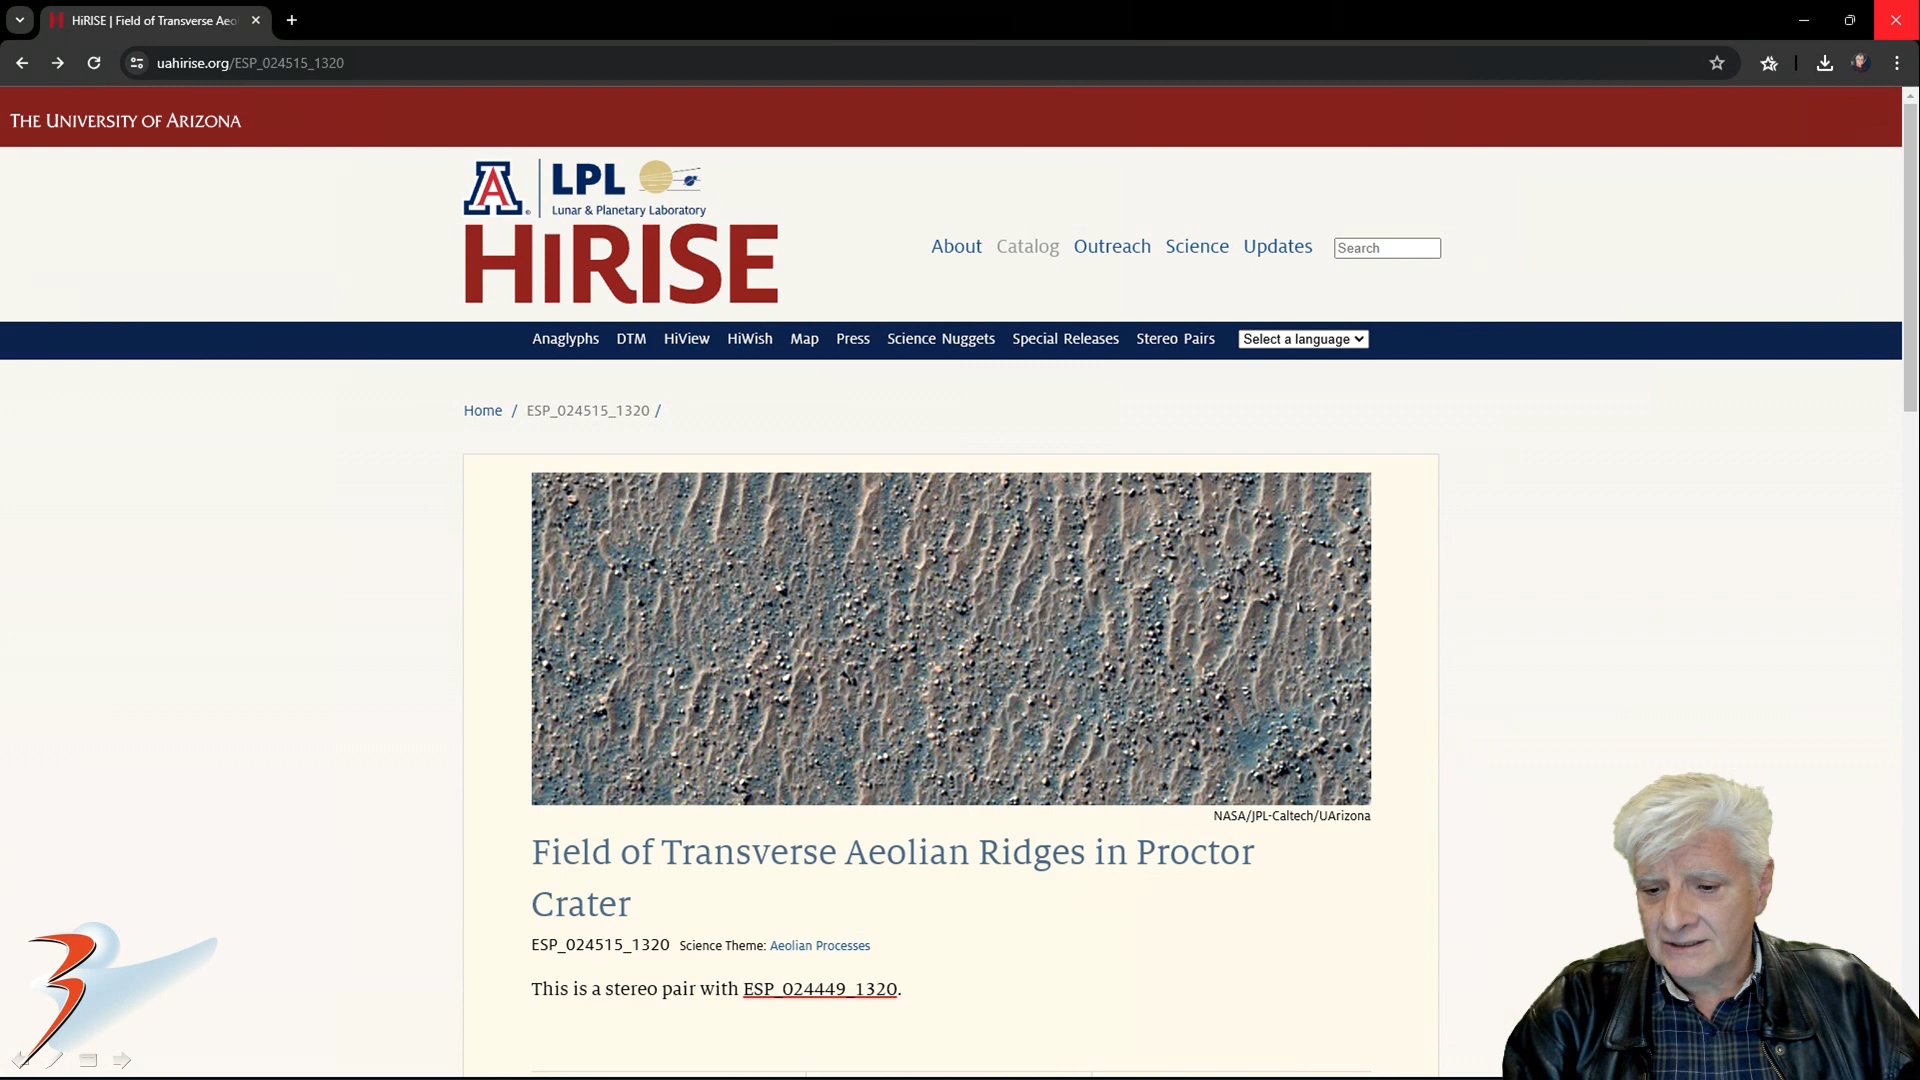 HiRISE | Field of Transverse Aeo
uahirise.org/ESP_024515_1320
THE UNIVERSITY OF ARIZONA
A LPL
Lunar & Planetary Laboratory
HiRISE
About Catalog Outreach Science Updates Search
Anaglyphs DTM HiView HiWish Map Press Science Nuggets Special Releases Stereo Pairs Select a language
Home / ESP_024515_1320 /
NASA/JPL-Caltech/UArizona
Field of Transverse Aeolian Ridges in Proctor
Crater
ESP_024515_1320 Science Theme: Aeolian Processes
This is a stereo pair with ESP_024449_1320.